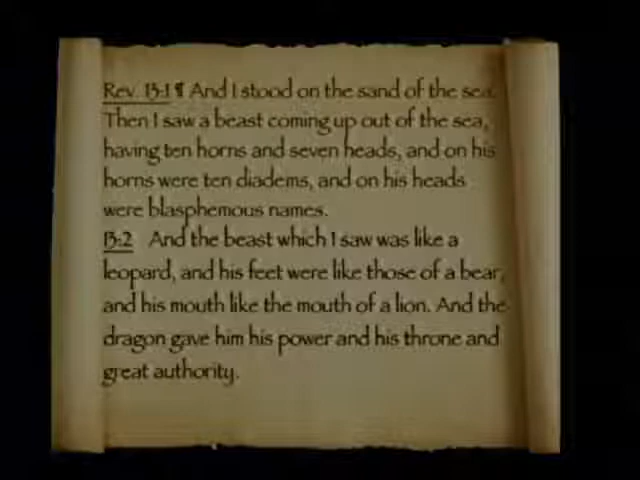 Rev. 13:1 ¶ And I stood on the sand of the sea.
Then I saw a beast coming up out of the sea,
having ten horns and seven heads, and on his
horns were ten diadems, and on his heads
were blasphemous names.
13:2 And the beast which I saw was like a
leopard, and his feet were like those of a bear,
and his mouth like the mouth of a lion. And the
dragon gave him his power and his throne and
great authority.